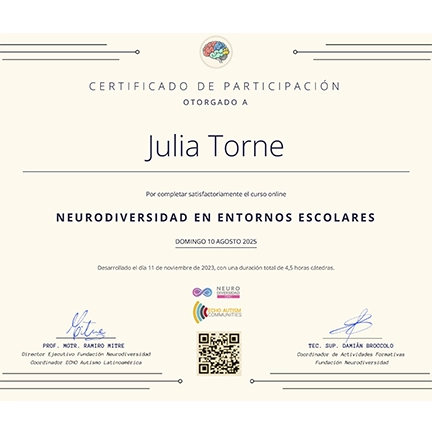 CERTIFICADO DE PARTICIPACIÓN
OTORGADO A
Julia Torne
Por completar satisfactoriamente el curso online
NEURODIVERSIDAD EN ENTORNOS ESCOLARES
DOMINGO 10 AGOSTO 2025
Desarrollado el día 11 de noviembre de 2023, con una duración total de 4,5 horas cátedras.
NEURO
DIVERSIDAD
ECHO AUTISM
COMMUNITIES
Mitre
PROF. MOTR. RAMIRO MITRE
Director Ejecutivo Fundación Neurodiversidad
Coordinador ECHO Autismo Latinoamérica
TEC. SUP. DAMIÁN BROCCOLO
Coordinador de Actividades Formativas
Fundación Neurodiversidad